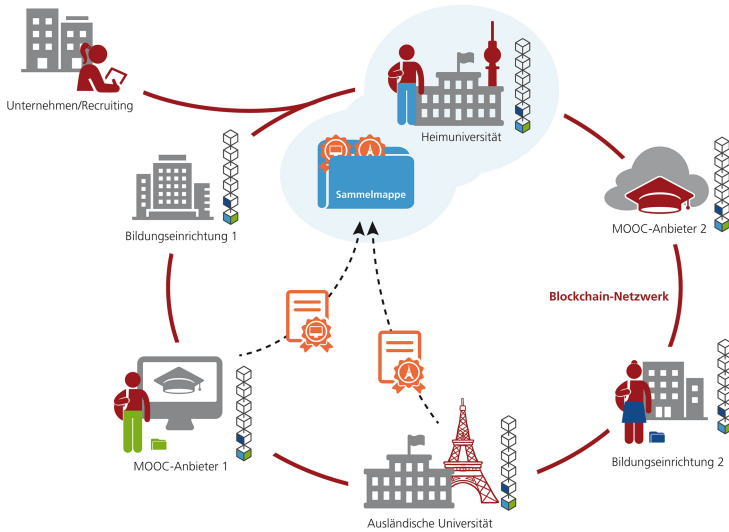 Unternehmen/Recruiting
Heimuniversität
Sammelmappe
Bildungseinrichtung 1
MOOC-Anbieter 2
Blockchain-Netzwerk
MOOC-Anbieter 1
Bildungseinrichtung 2
Ausländische Universität